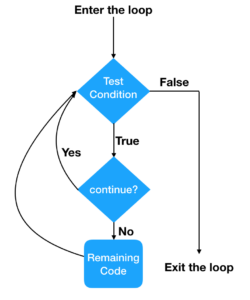 Enter the loop
Test
Condition
False
True
Yes
continue?
No
Remaining
Code
Exit the loop